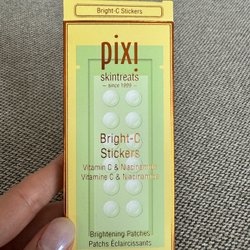 Bright-C Stickers
pixi
skintreats
— since 1999 —
Bright-C
Stickers
Vitamin C & Niacinamide
Vitamine C & Niacinamide
Brightening Patches
Patchs Éclaircissants